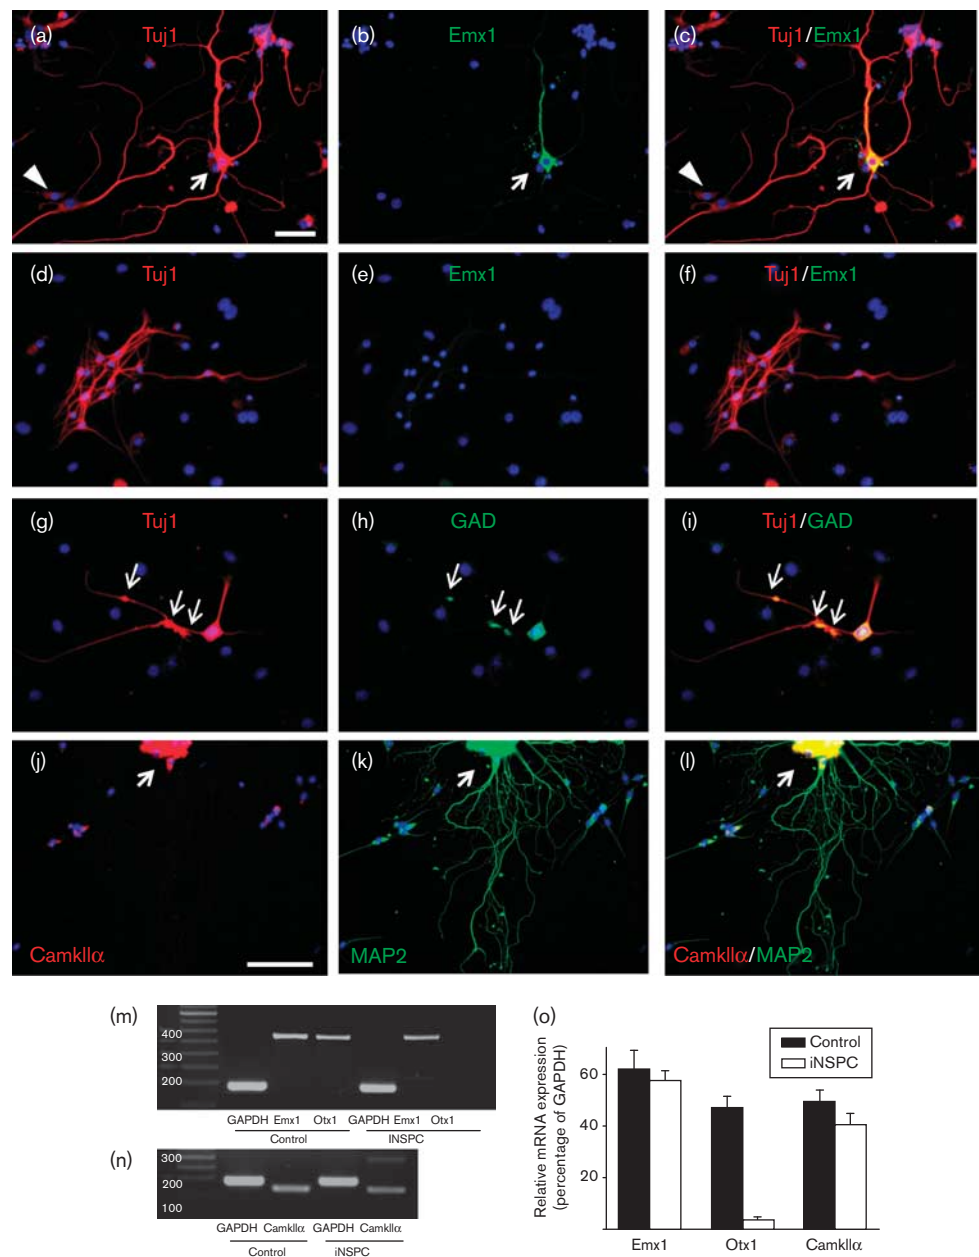 (a) Tuj1
(b) Emx1
(c) Tuj1/Emx1
(d) Tuj1
(e) Emx1
(f) Tuj1/Emx1
(g) Tuj1
(h) GAD
(i) Tuj1/GAD
(j)
CamkIIα
(k)
MAP2
(l)
CamkIIα/MAP2
(m)
400
300
200
GAPDH Emx1 Otx1 GAPDH Emx1 Otx1
Control INSPC
(n)
300
200
100
GAPDH CamkIIα GAPDH CamkIIα
Control iNSPC
(o)
Relative mRNA expression
(percentage of GAPDH)
60
40
20
Control
iNSPC
Emx1 Otx1 CamkIIα